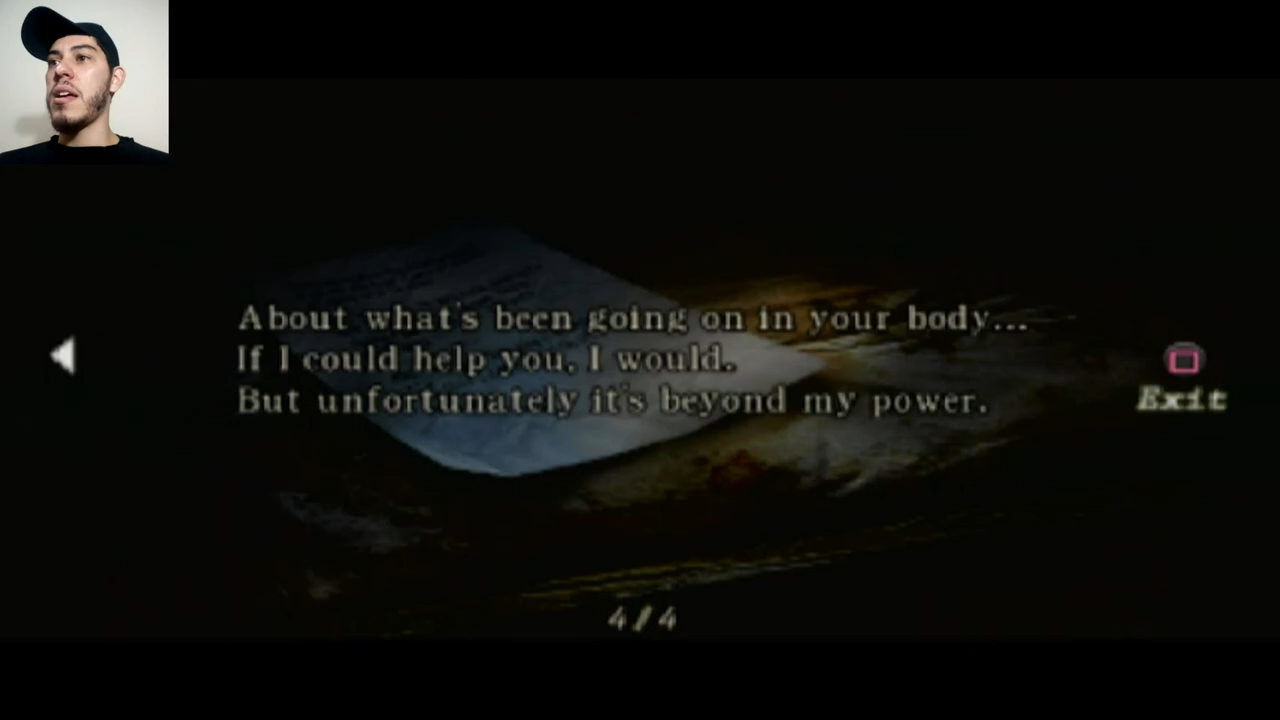 About what's been going on in your body...
If I could help you, I would.
But unfortunately it's beyond my power.
Exit
4/4